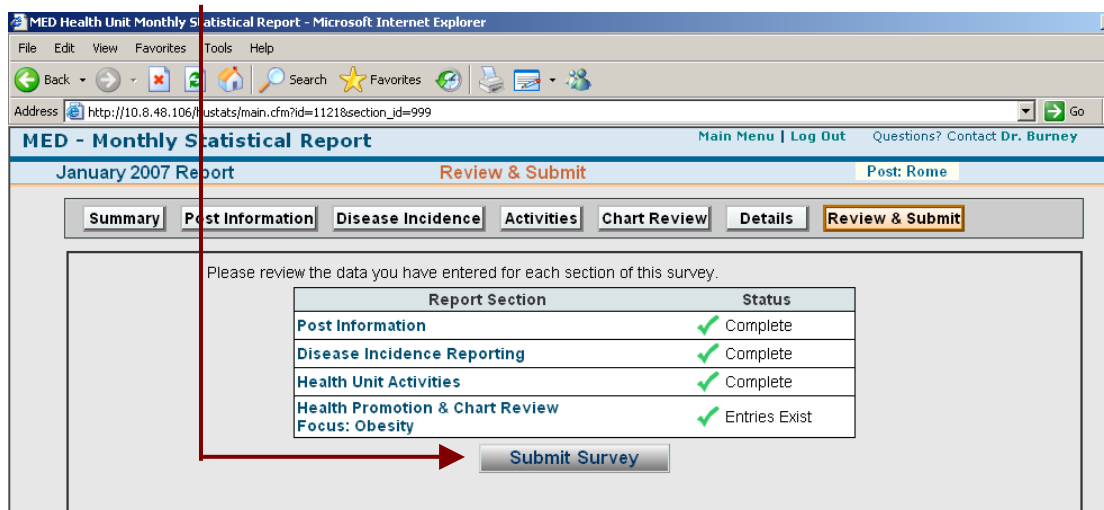 MED Health Unit Monthly Statistical Report - Microsoft Internet Explorer
File Edit View Favorites Tools Help
Back Search Favorites
Address http://10.8.48.106/hustats/main.cfm?id=1121&section_id=999 Go
MED - Monthly Statistical Report Main Menu | Log Out Questions? Contact Dr. Burney
January 2007 Report Review & Submit Post: Rome
Summary Post Information Disease Incidence Activities Chart Review Details Review & Submit
Please review the data you have entered for each section of this survey.
Report Section Status
Post Information Complete
Disease Incidence Reporting Complete
Health Unit Activities Complete
Health Promotion & Chart Review
Focus: Obesity Entries Exist
Submit Survey